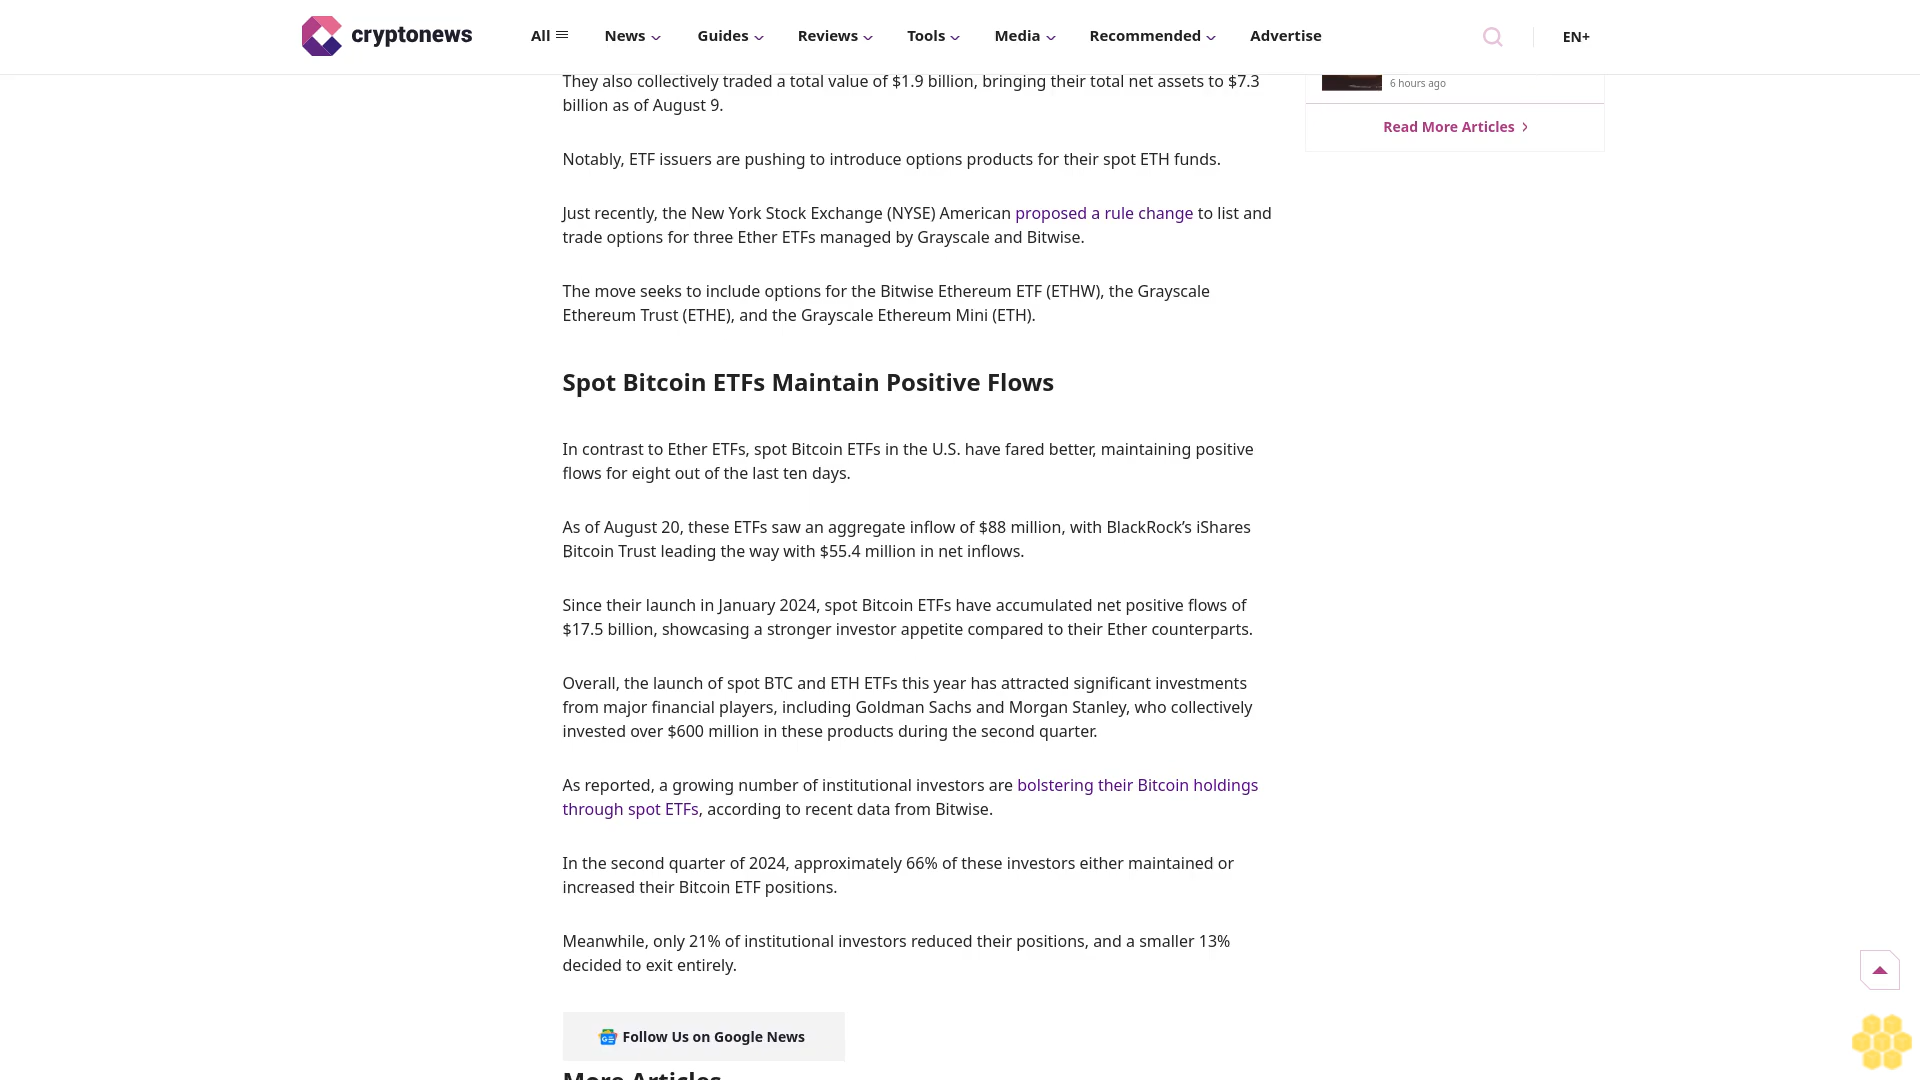 cryptonews
All
News
Guides
Reviews
Tools
Media
Recommended
Advertise
EN+
They also collectively traded a total value of $1.9 billion, bringing their total net assets to $7.3
billion as of August 9.
6 hours ago
Read More Articles
Notably, ETF issuers are pushing to introduce options products for their spot ETH funds.
Just recently, the New York Stock Exchange (NYSE) American proposed a rule change to list and
trade options for three Ether ETFs managed by Grayscale and Bitwise.
The move seeks to include options for the Bitwise Ethereum ETF (ETHW), the Grayscale
Ethereum Trust (ETHE), and the Grayscale Ethereum Mini (ETH).
Spot Bitcoin ETFs Maintain Positive Flows
In contrast to Ether ETFs, spot Bitcoin ETFs in the U.S. have fared better, maintaining positive
flows for eight out of the last ten days.
As of August 20, these ETFs saw an aggregate inflow of $88 million, with BlackRock’s iShares
Bitcoin Trust leading the way with $55.4 million in net inflows.
Since their launch in January 2024, spot Bitcoin ETFs have accumulated net positive flows of
$17.5 billion, showcasing a stronger investor appetite compared to their Ether counterparts.
Overall, the launch of spot BTC and ETH ETFs this year has attracted significant investments
from major financial players, including Goldman Sachs and Morgan Stanley, who collectively
invested over $600 million in these products during the second quarter.
As reported, a growing number of institutional investors are bolstering their Bitcoin holdings
through spot ETFs, according to recent data from Bitwise.
In the second quarter of 2024, approximately 66% of these investors either maintained or
increased their Bitcoin ETF positions.
Meanwhile, only 21% of institutional investors reduced their positions, and a smaller 13%
decided to exit entirely.
Follow Us on Google News
More Articles